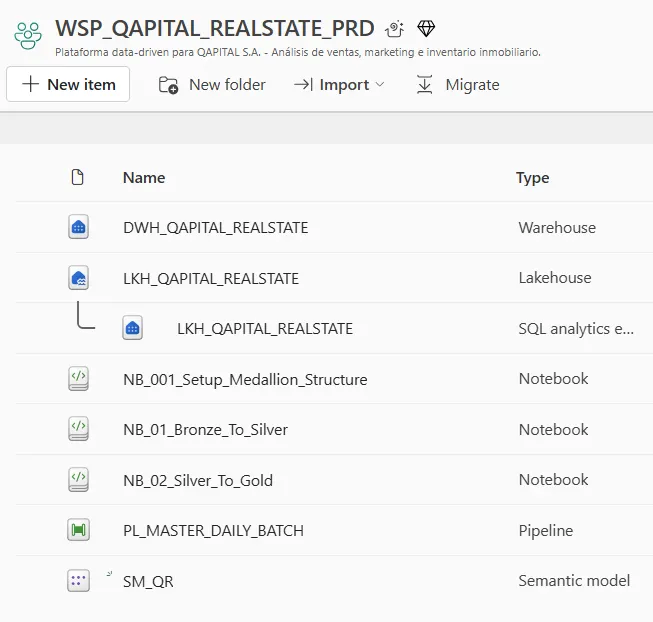 WSP_QAPITAL_REALSTATE_PRD
Plataforma data-driven para QAPITAL S.A. - Análisis de ventas, marketing e inventario inmobiliario.
New item New folder Import Migrate
Name Type
DWH_QAPITAL_REALSTATE Warehouse
LKH_QAPITAL_REALSTATE Lakehouse
LKH_QAPITAL_REALSTATE SQL analytics e...
NB_001_Setup_Medallion_Structure Notebook
NB_01_Bronze_To_Silver Notebook
NB_02_Silver_To_Gold Notebook
PL_MASTER_DAILY_BATCH Pipeline
SM_QR Semantic model